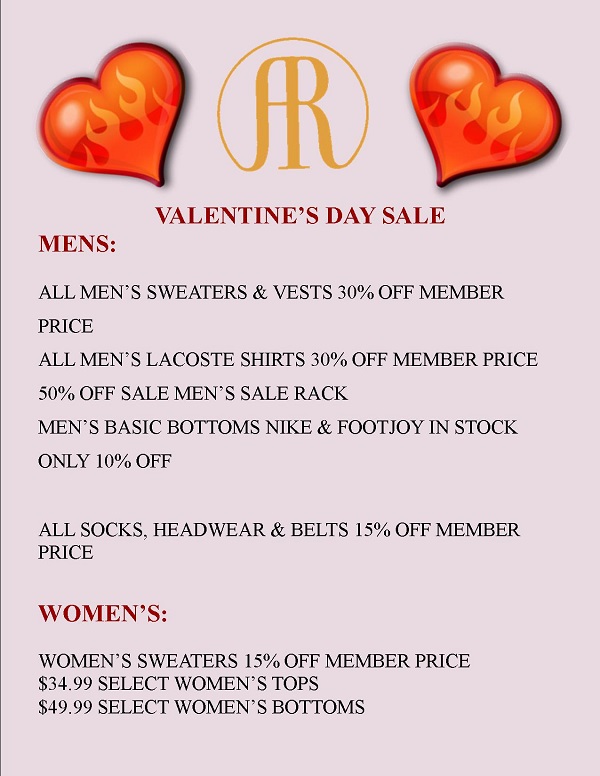 AR
VALENTINE’S DAY SALE
MENS:
ALL MEN’S SWEATERS & VESTS 30% OFF MEMBER
PRICE
ALL MEN’S LACOSTE SHIRTS 30% OFF MEMBER PRICE
50% OFF SALE MEN’S SALE RACK
MEN’S BASIC BOTTOMS NIKE & FOOTJOY IN STOCK
ONLY 10% OFF
ALL SOCKS, HEADWEAR & BELTS 15% OFF MEMBER
PRICE
WOMEN’S:
WOMEN’S SWEATERS 15% OFF MEMBER PRICE
$34.99 SELECT WOMEN’S TOPS
$49.99 SELECT WOMEN’S BOTTOMS